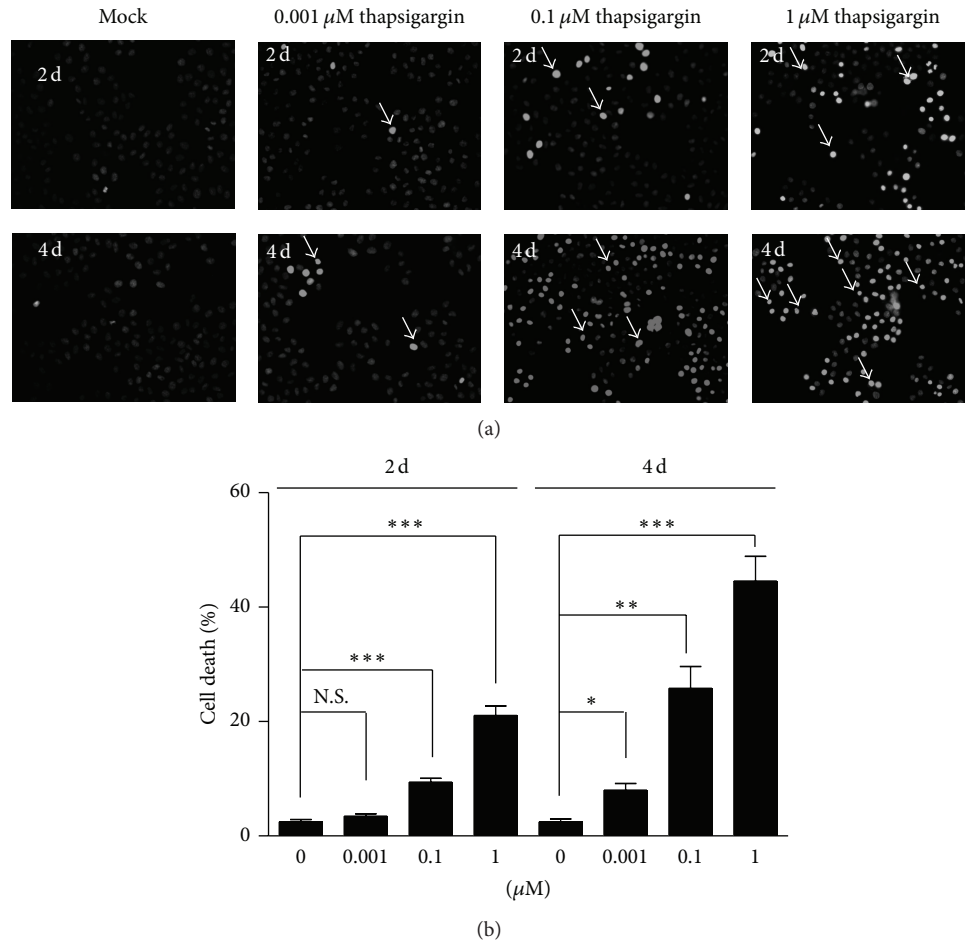 Mock
0.001 μM thapsigargin
0.1 μM thapsigargin
1 μM thapsigargin
2 d
2 d
2 d
2 d
4 d
4 d
4 d
4 d
(a)
2 d
4 d
60
40
20
0
Cell death (%)
***
***
N.S.
***
**
*
0
0.001
0.1
1
0
0.001
0.1
1
(μM)
(b)